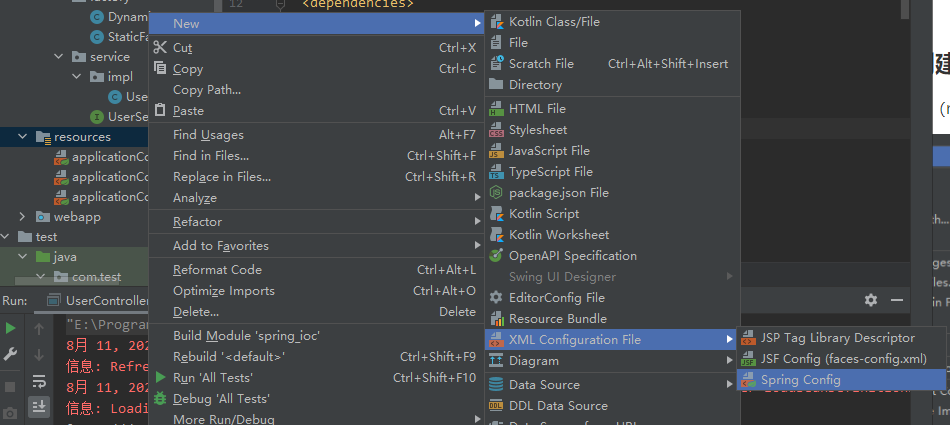 factory
Dynam
StaticFa
service
impl
Use
UserSe
resources
applicationCo
applicationCo
applicationCo
webapp
test
java
com.test
12 <dependencies>
New
Cut Ctrl+X
Copy Ctrl+C
Copy Path...
Paste Ctrl+V
Find Usages Alt+F7
Find in Files... Ctrl+Shift+F
Replace in Files... Ctrl+Shift+R
Analyze
Refactor
Add to Favorites
Reformat Code Ctrl+Alt+L
Optimize Imports Ctrl+Alt+O
Delete... Delete
Build Module 'spring_ioc'
Rebuild '<default>' Ctrl+Shift+F9
Run 'All Tests' Ctrl+Shift+F10
Debug 'All Tests'
More Run/Debug
Kotlin Class/File
File
Scratch File Ctrl+Alt+Shift+Insert
Directory
HTML File
Stylesheet
JavaScript File
TypeScript File
package.json File
Kotlin Script
Kotlin Worksheet
OpenAPI Specification
Swing UI Designer
EditorConfig File
Resource Bundle
XML Configuration File
Diagram
Data Source
DDL Data Source
JSP Tag Library Descriptor
JSF Config (faces-config.xml)
Spring Config
Run: UserController
"E:\Progra
8月 11, 202
信息: Refre
8月 11, 202
信息: Loadi